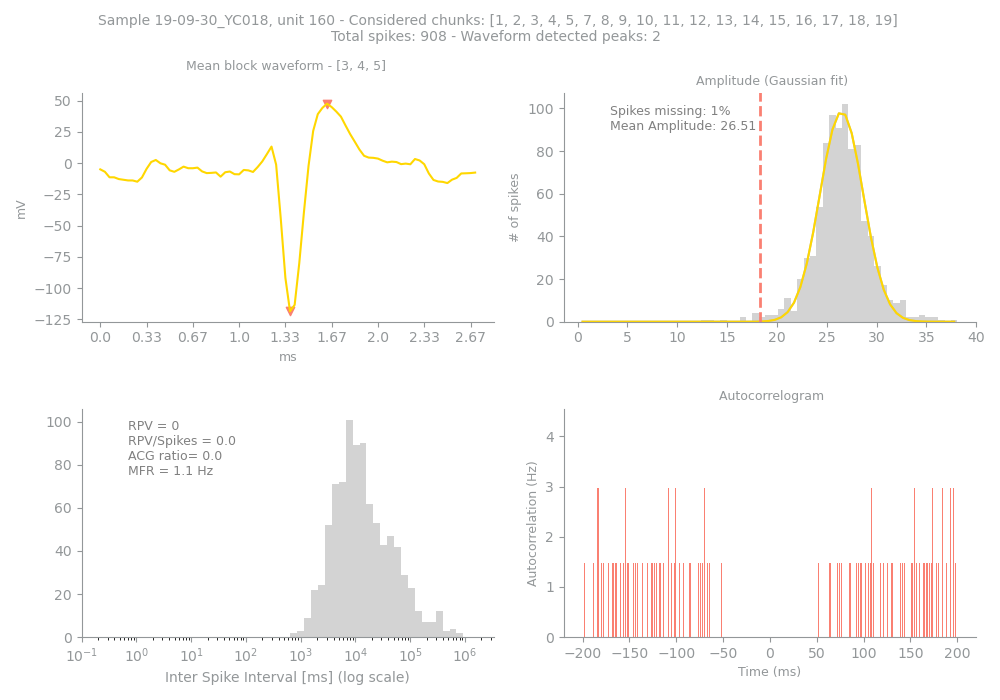 Sample 19-09-30_YC018, unit 160 - Considered chunks: [1, 2, 3, 4, 5, 7, 8, 9, 10, 11, 12, 13, 14, 15, 16, 17, 18, 19]
Total spikes: 908 - Waveform detected peaks: 2
Mean block waveform - [3, 4, 5]
50
25
0
−25
−50
−75
−100
−125
mV
0.0 0.33 0.67 1.0 1.33 1.67 2.0 2.33 2.67
ms
Amplitude (Gaussian fit)
Spikes missing: 1%
Mean Amplitude: 26.51
100
80
60
40
20
0
# of spikes
0 5 10 15 20 25 30 35 40
RPV = 0
RPV/Spikes = 0.0
ACG ratio= 0.0
MFR = 1.1 Hz
100
80
60
40
20
0
10⁻¹ 10⁰ 10¹ 10² 10³ 10⁴ 10⁵ 10⁶
Inter Spike Interval [ms] (log scale)
Autocorrelogram
4
3
2
1
0
Autocorrelation (Hz)
−200 −150 −100 −50 0 50 100 150 200
Time (ms)